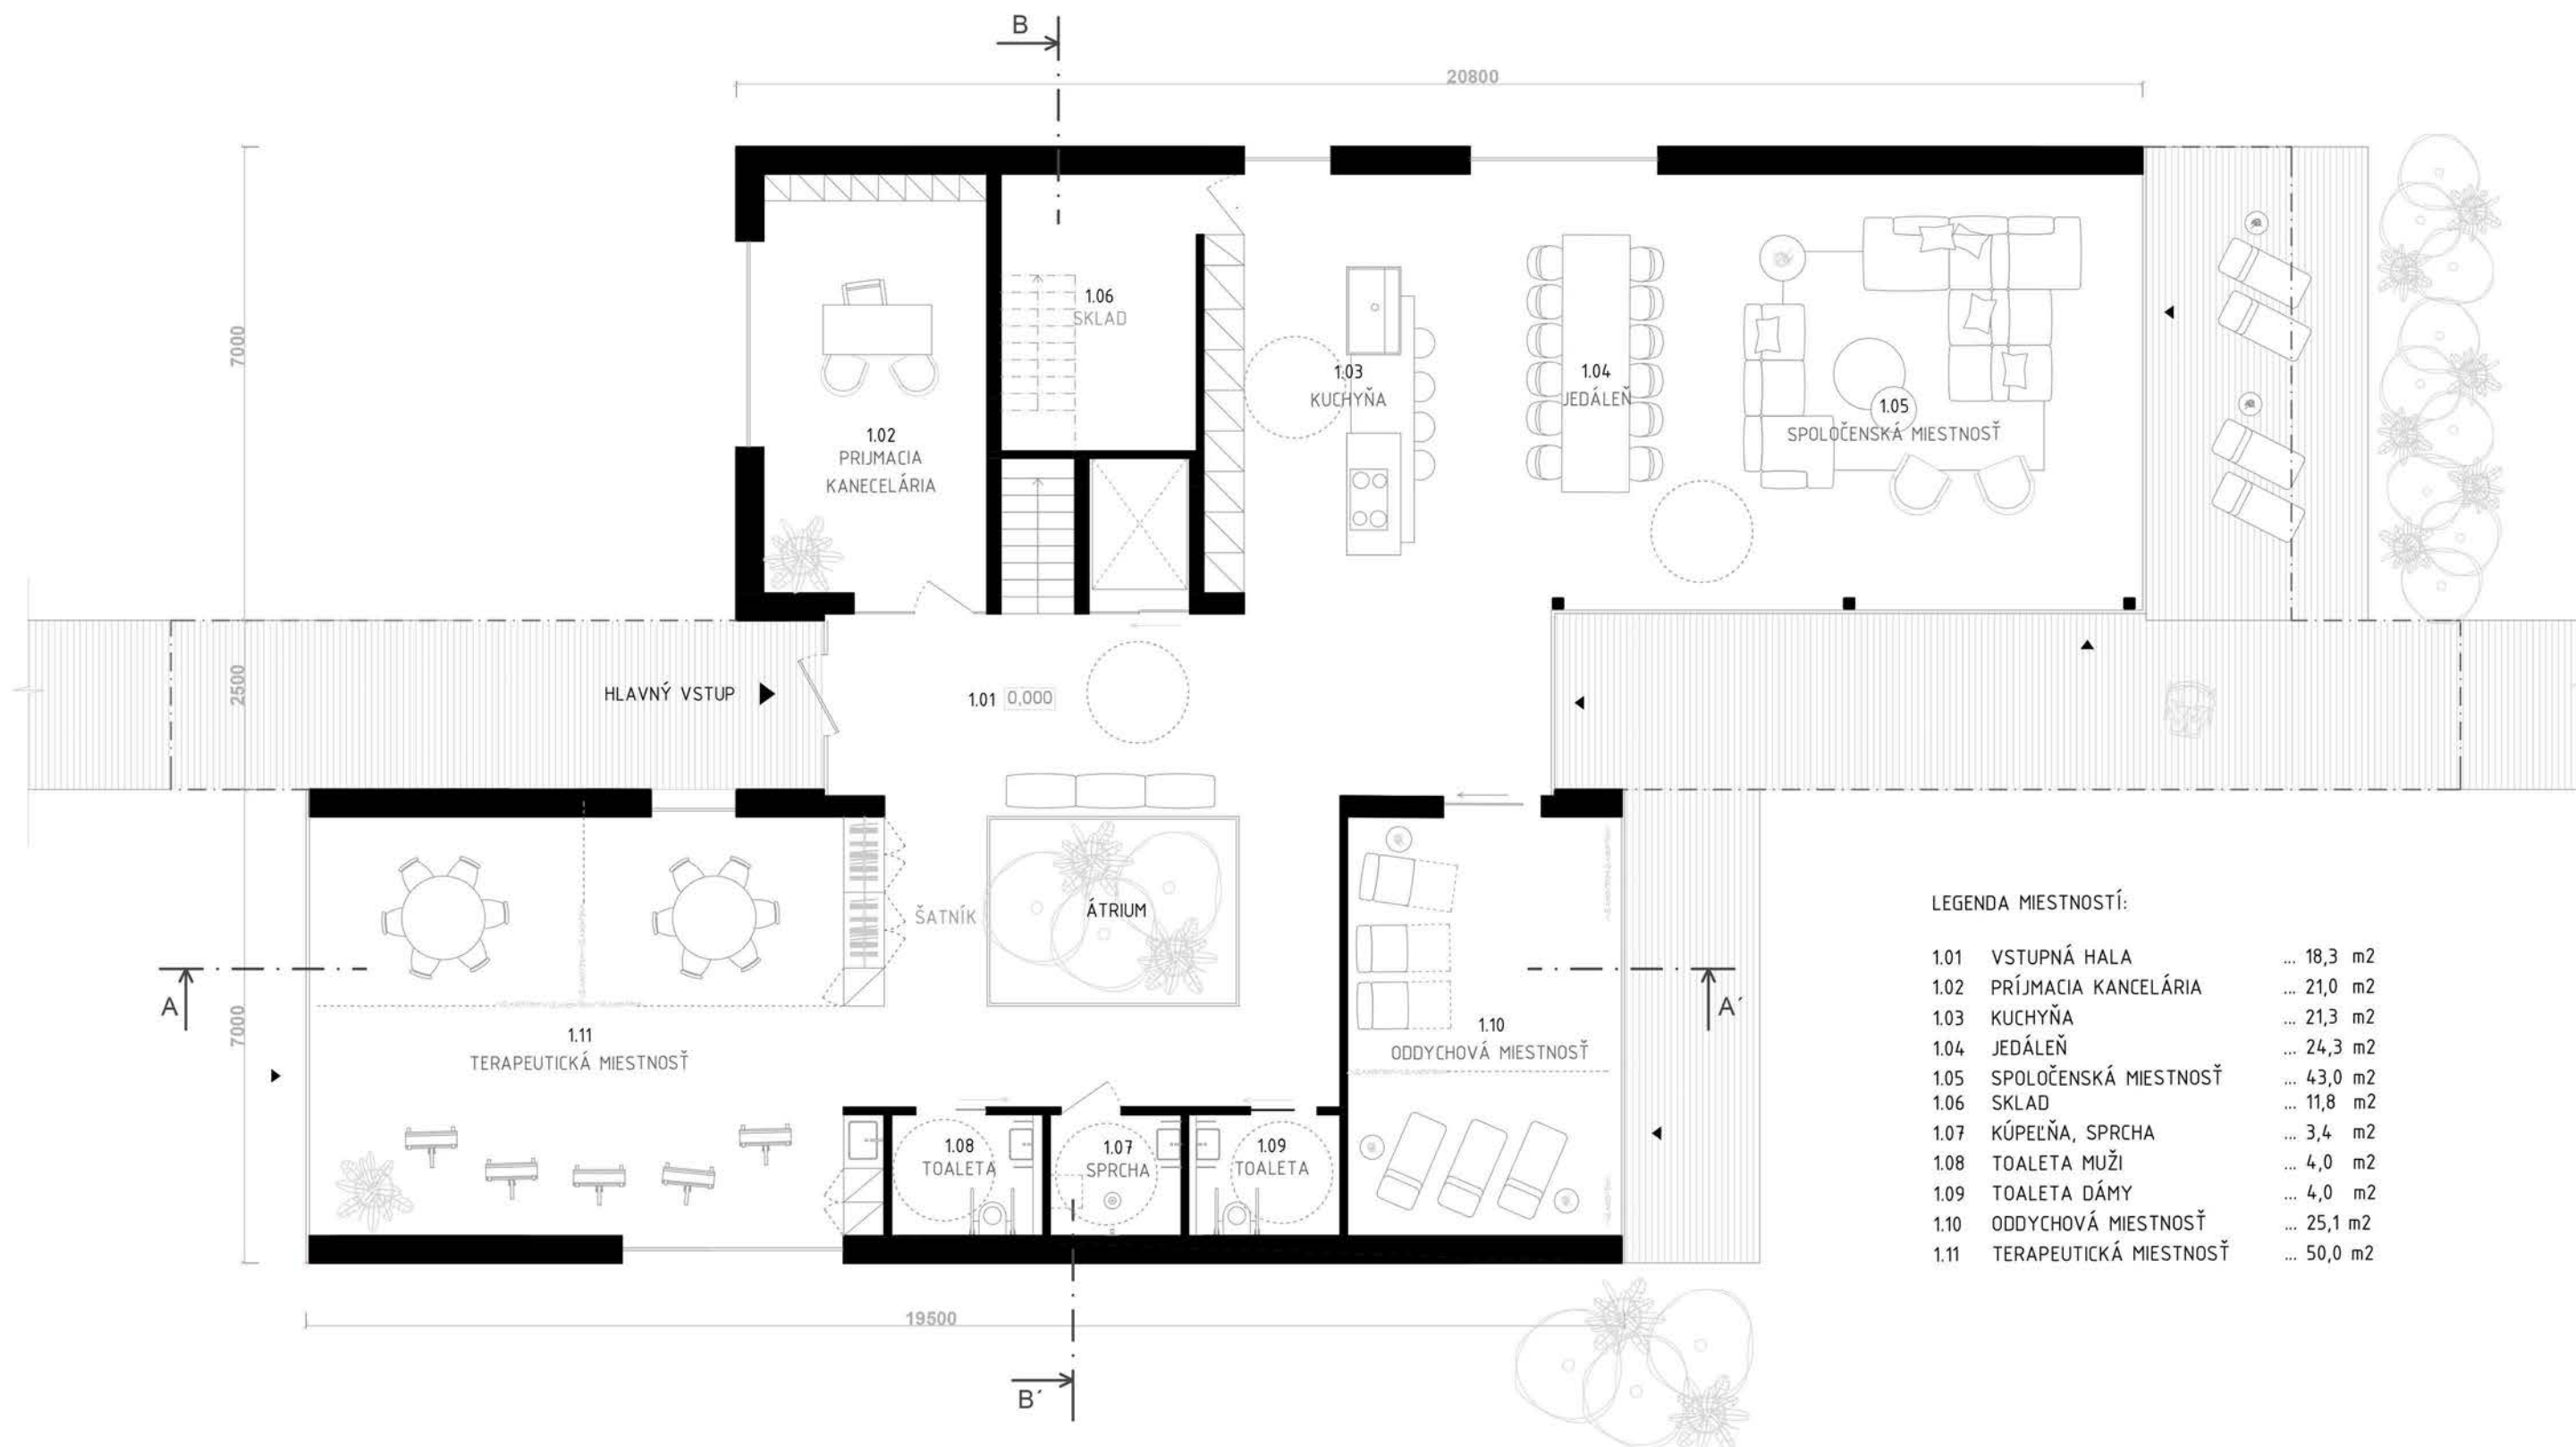 B
20800
7000
1.06
SKLAD
1.03
KUCHYŇA
1.04
JEDÁLEŇ
1.05
SPOLOČENSKÁ MIESTNOSŤ
1.02
PRIJMACIA
KANECELÁRIA
2500
HLAVNÝ VSTUP
1.01 0,000
ŠATNÍK
ÁTRIUM
A
A´
7000
1.11
TERAPEUTICKÁ MIESTNOSŤ
1.10
ODDYCHOVÁ MIESTNOSŤ
1.08
TOALETA
1.07
SPRCHA
1.09
TOALETA
19500
B´
LEGENDA MIESTNOSTÍ:
1.01 VSTUPNÁ HALA ... 18,3 m2
1.02 PRÍJMACIA KANCELÁRIA ... 21,0 m2
1.03 KUCHYŇA ... 21,3 m2
1.04 JEDÁLEŇ ... 24,3 m2
1.05 SPOLOČENSKÁ MIESTNOSŤ ... 43,0 m2
1.06 SKLAD ... 11,8 m2
1.07 KÚPEĽŇA, SPRCHA ... 3,4 m2
1.08 TOALETA MUŽI ... 4,0 m2
1.09 TOALETA DÁMY ... 4,0 m2
1.10 ODDYCHOVÁ MIESTNOSŤ ... 25,1 m2
1.11 TERAPEUTICKÁ MIESTNOSŤ ... 50,0 m2